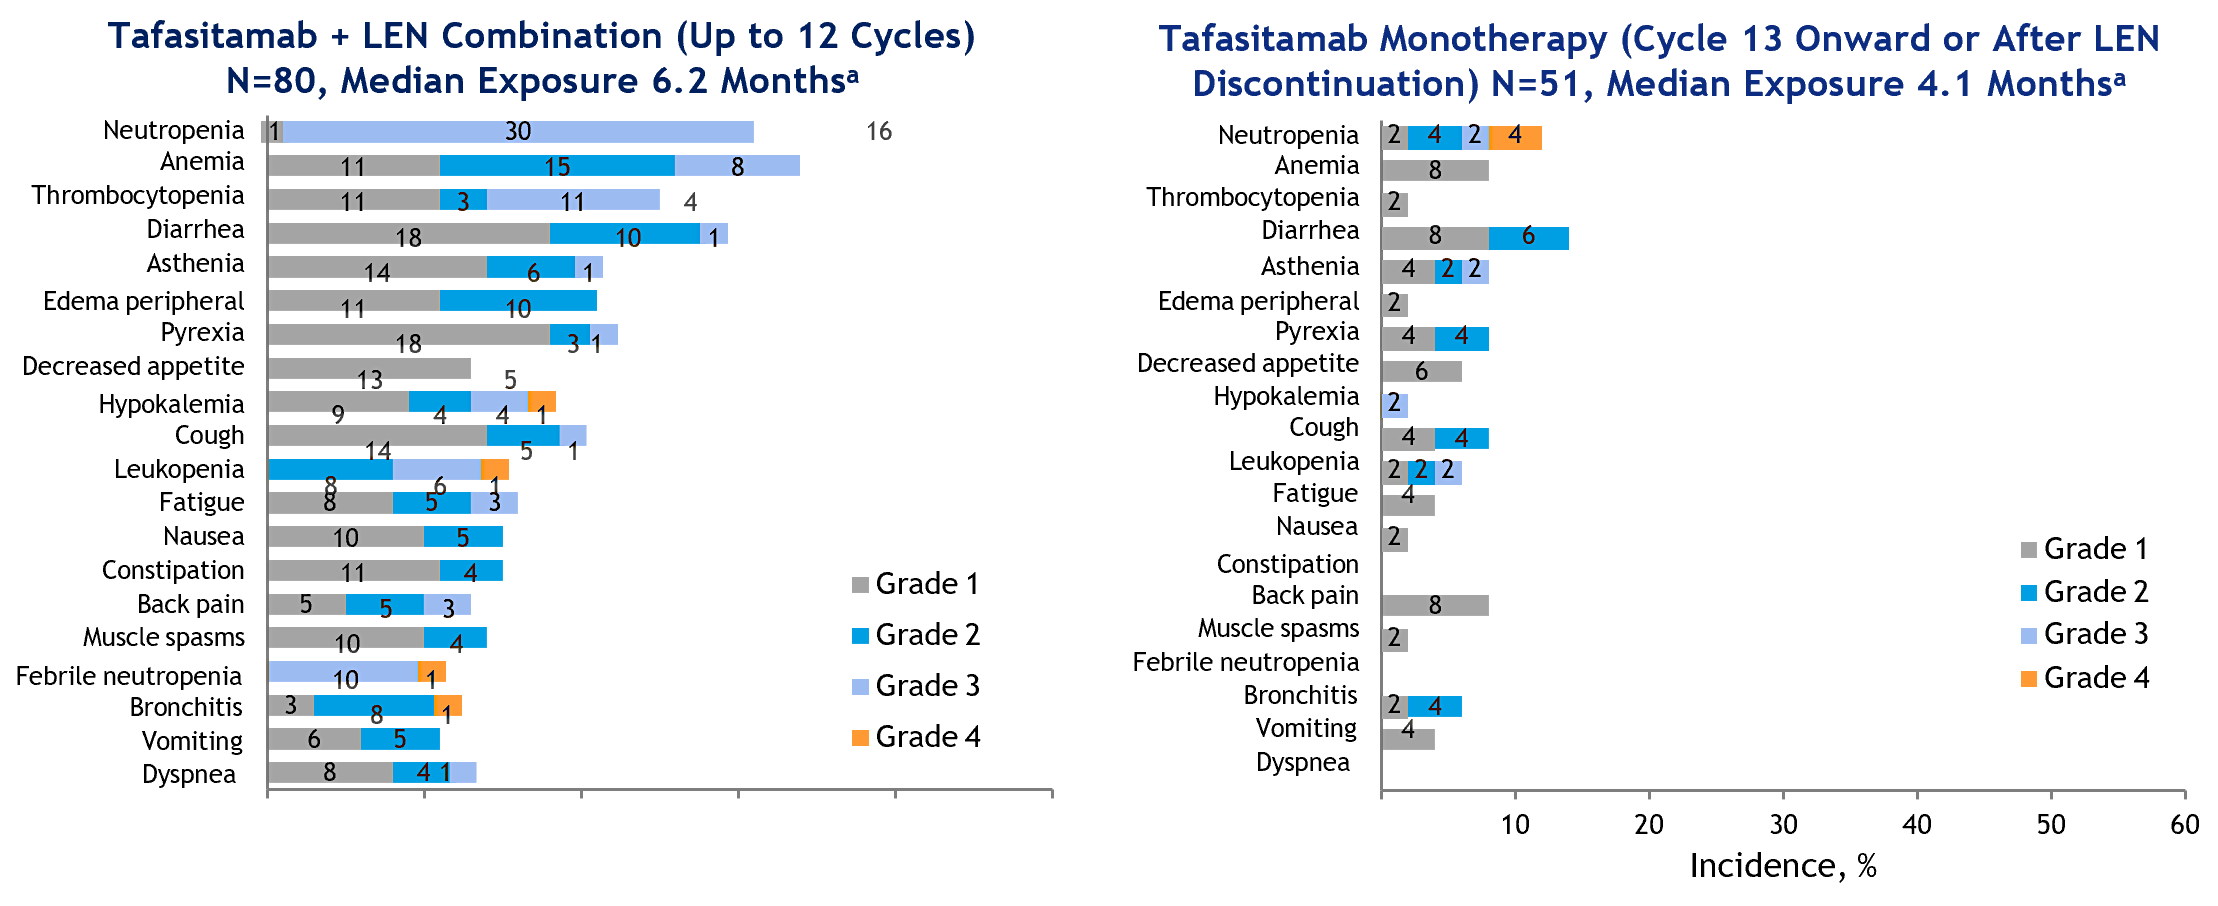 Tafasitamab + LEN Combination (Up to 12 Cycles)
N=80, Median Exposure 6.2 Monthsᵃ
Neutropenia 1 30 16
Anemia 11 15 8
Thrombocytopenia 11 3 11 4
Diarrhea 18 10 1
Asthenia 14 6 1
Edema peripheral 11 10
Pyrexia 18 3 1
Decreased appetite 13 5
Hypokalemia 9 4 4 1
Cough 14 5 1
Leukopenia 8 6 1
Fatigue 8 5 3
Nausea 10 5
Constipation 11 4
Back pain 5 5 3
Muscle spasms 10 4
Febrile neutropenia 10 1
Bronchitis 3 8 1
Vomiting 6 5
Dyspnea 8 4 1
Grade 1
Grade 2
Grade 3
Grade 4
Tafasitamab Monotherapy (Cycle 13 Onward or After LEN
Discontinuation) N=51, Median Exposure 4.1 Monthsᵃ
Neutropenia 2 4 2 4
Anemia 8
Thrombocytopenia 2
Diarrhea 8 6
Asthenia 4 2 2
Edema peripheral 2
Pyrexia 4 4
Decreased appetite 6
Hypokalemia 2
Cough 4 4
Leukopenia 2 2 2
Fatigue 4
Nausea 2
Constipation
Back pain 8
Muscle spasms 2
Febrile neutropenia
Bronchitis 2 4
Vomiting 4
Dyspnea
Grade 1
Grade 2
Grade 3
Grade 4
10 20 30 40 50 60
Incidence, %